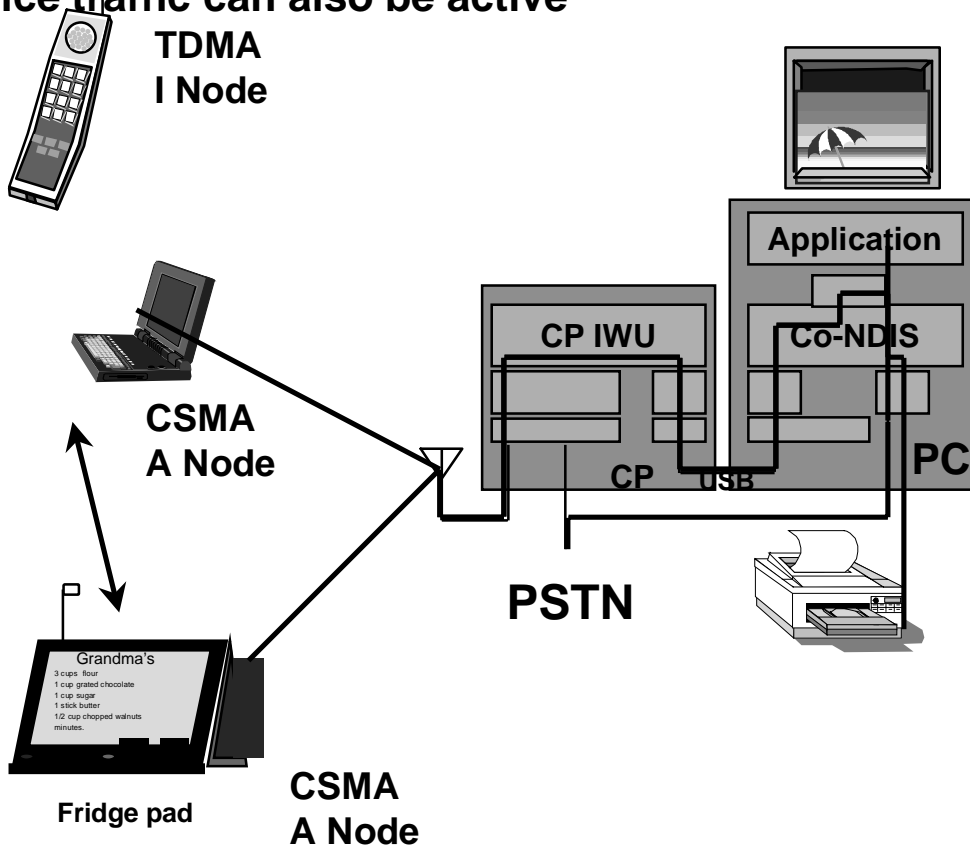 ice traffic can also be active
TDMA
I Node
Application
CP IWU
Co-NDIS
CSMA
A Node
CP
USB
PC
PSTN
Grandma's
3 cups flour
1 cup grated chocolate
1 cup sugar
1 stick butter
1/2 cup chopped walnuts
minutes.
Fridge pad
CSMA
A Node